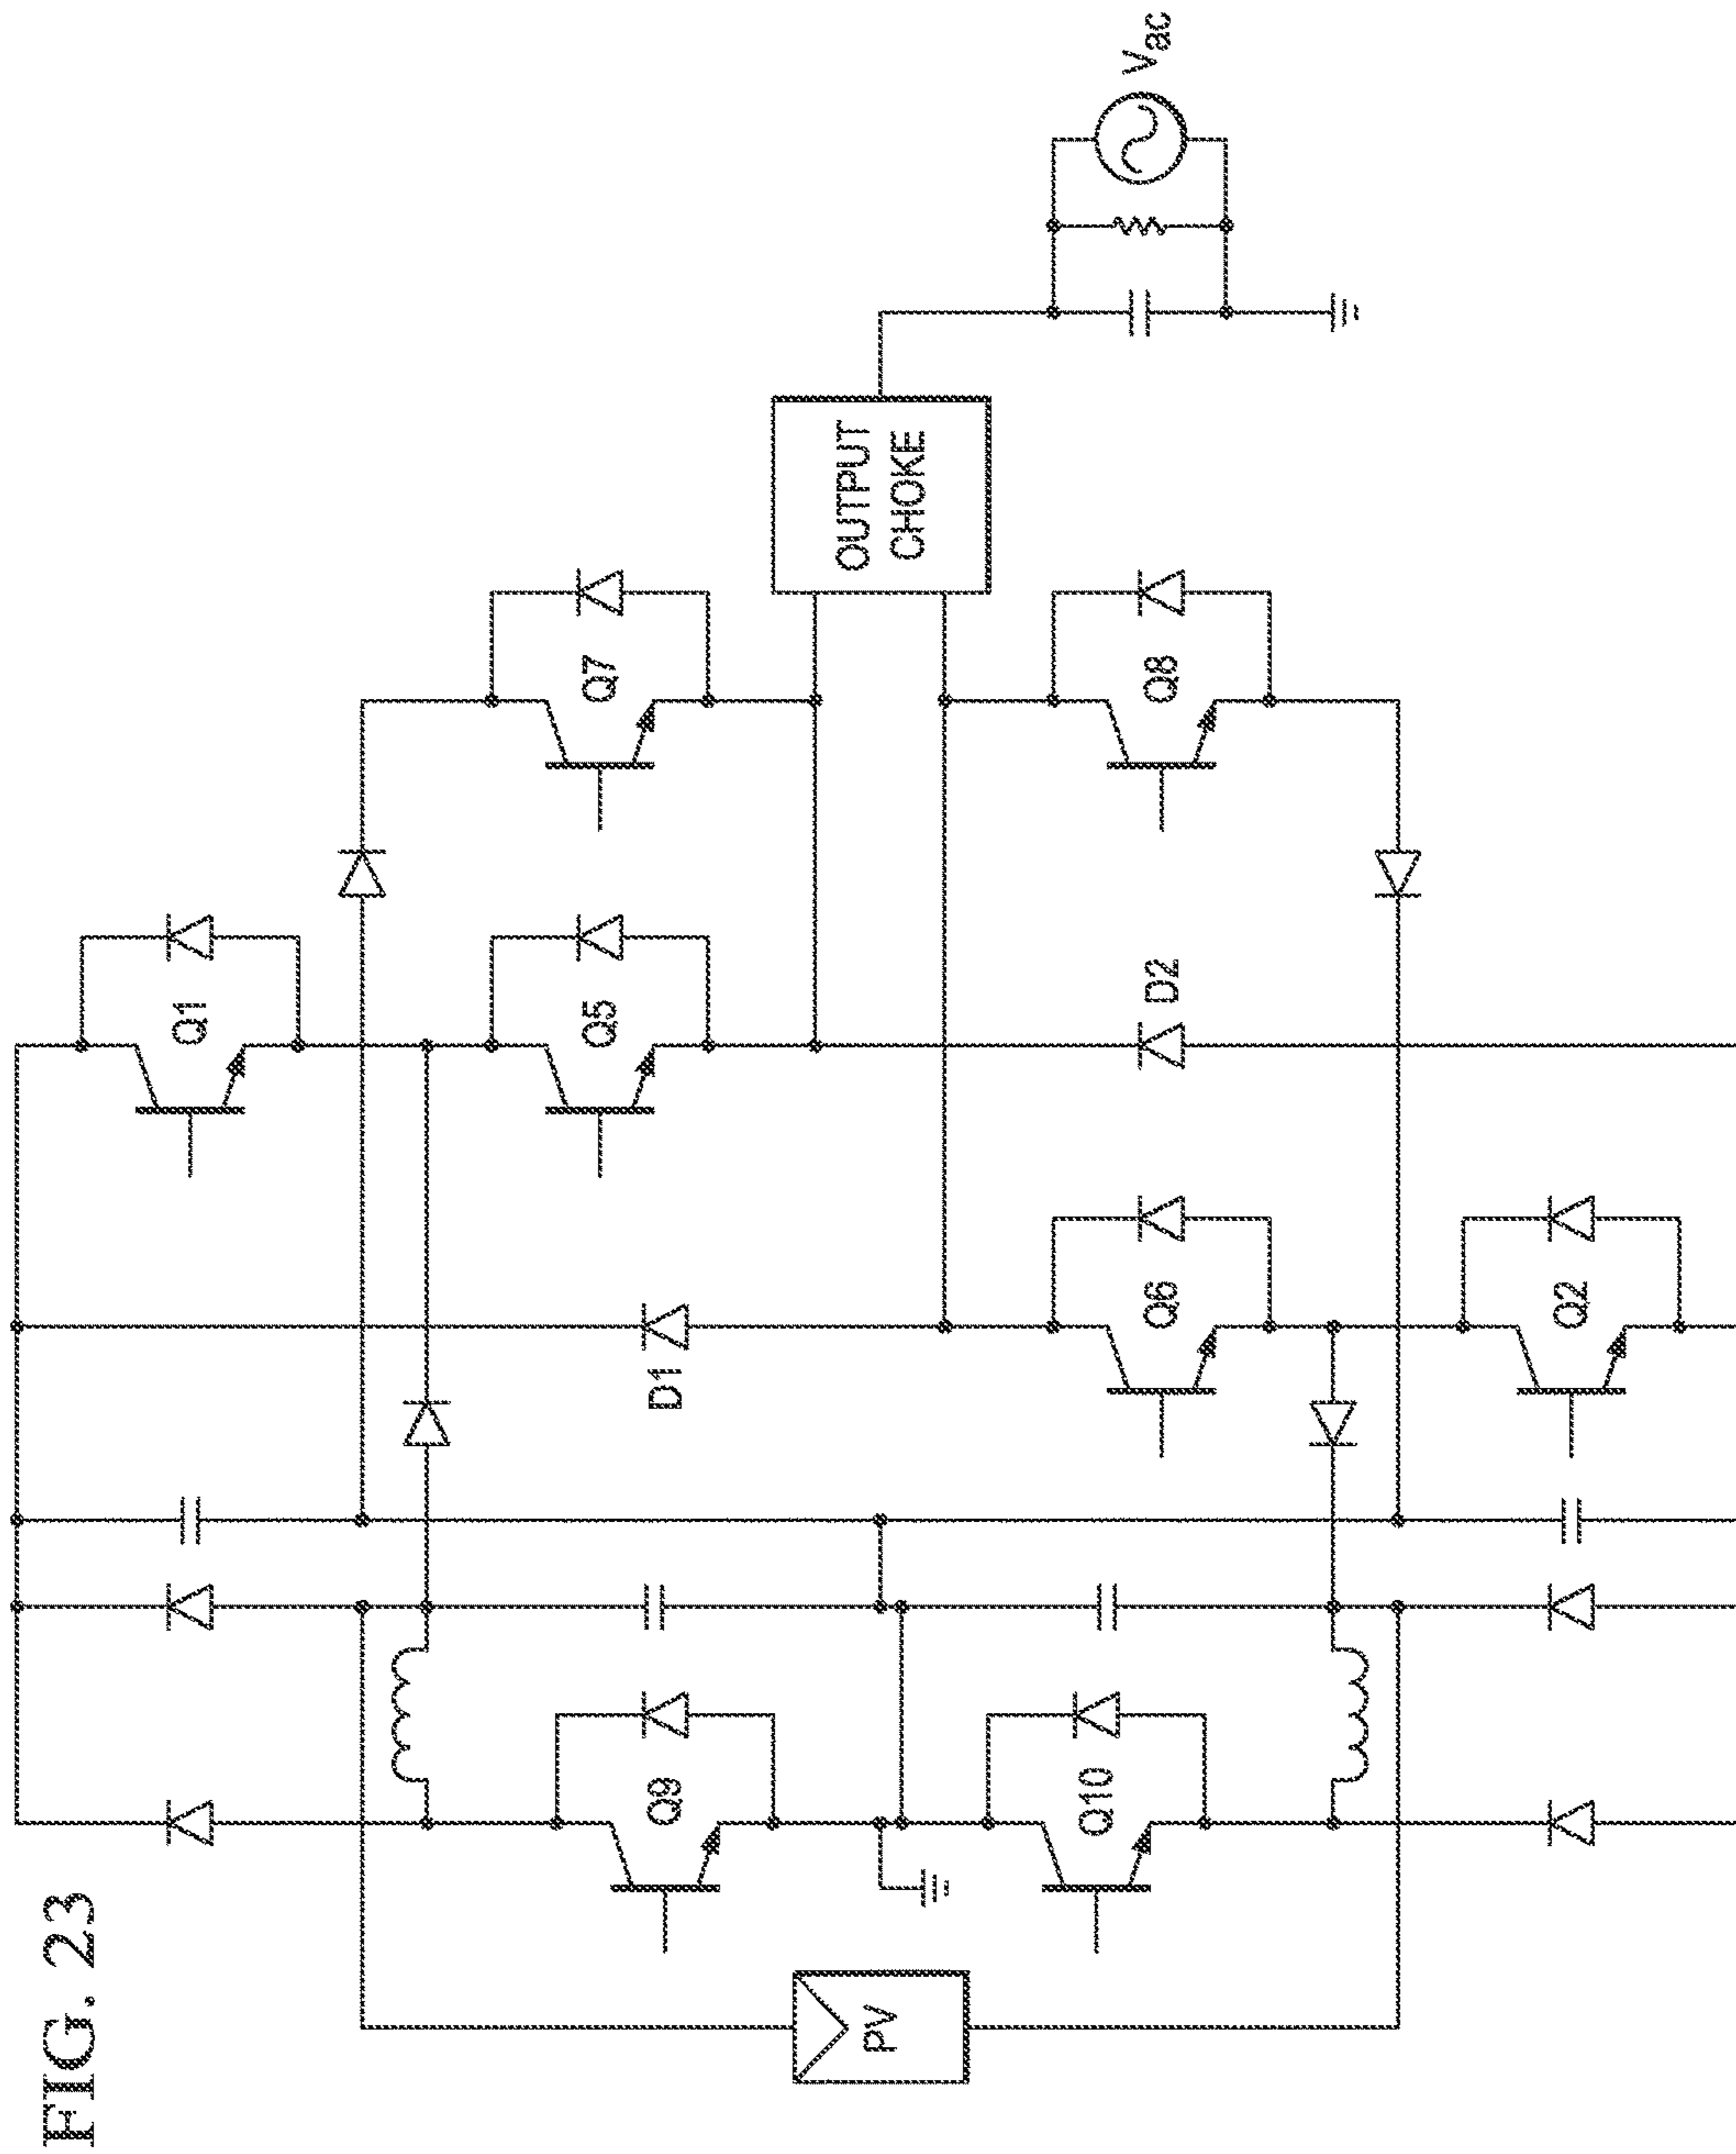 FIG. 23
PV
Q9
Q10
D1
Q6
Q2
Q1
Q5
D2
Q7
Q8
OUTPUT
CHOKE
Vac